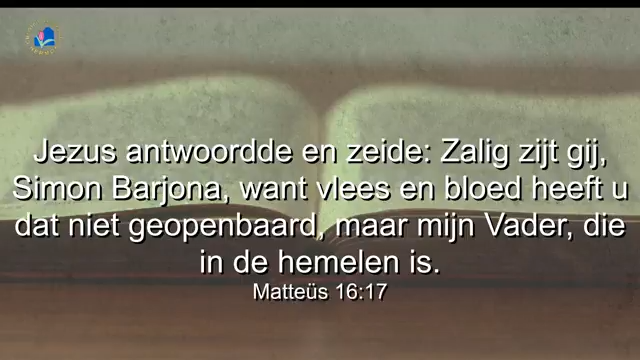 Jezus antwoordde en zeide: Zalig zijt gij,
Simon Barjona, want vlees en bloed heeft u
dat niet geopenbaard, maar mijn Vader, die
in de hemelen is.
Matteüs 16:17